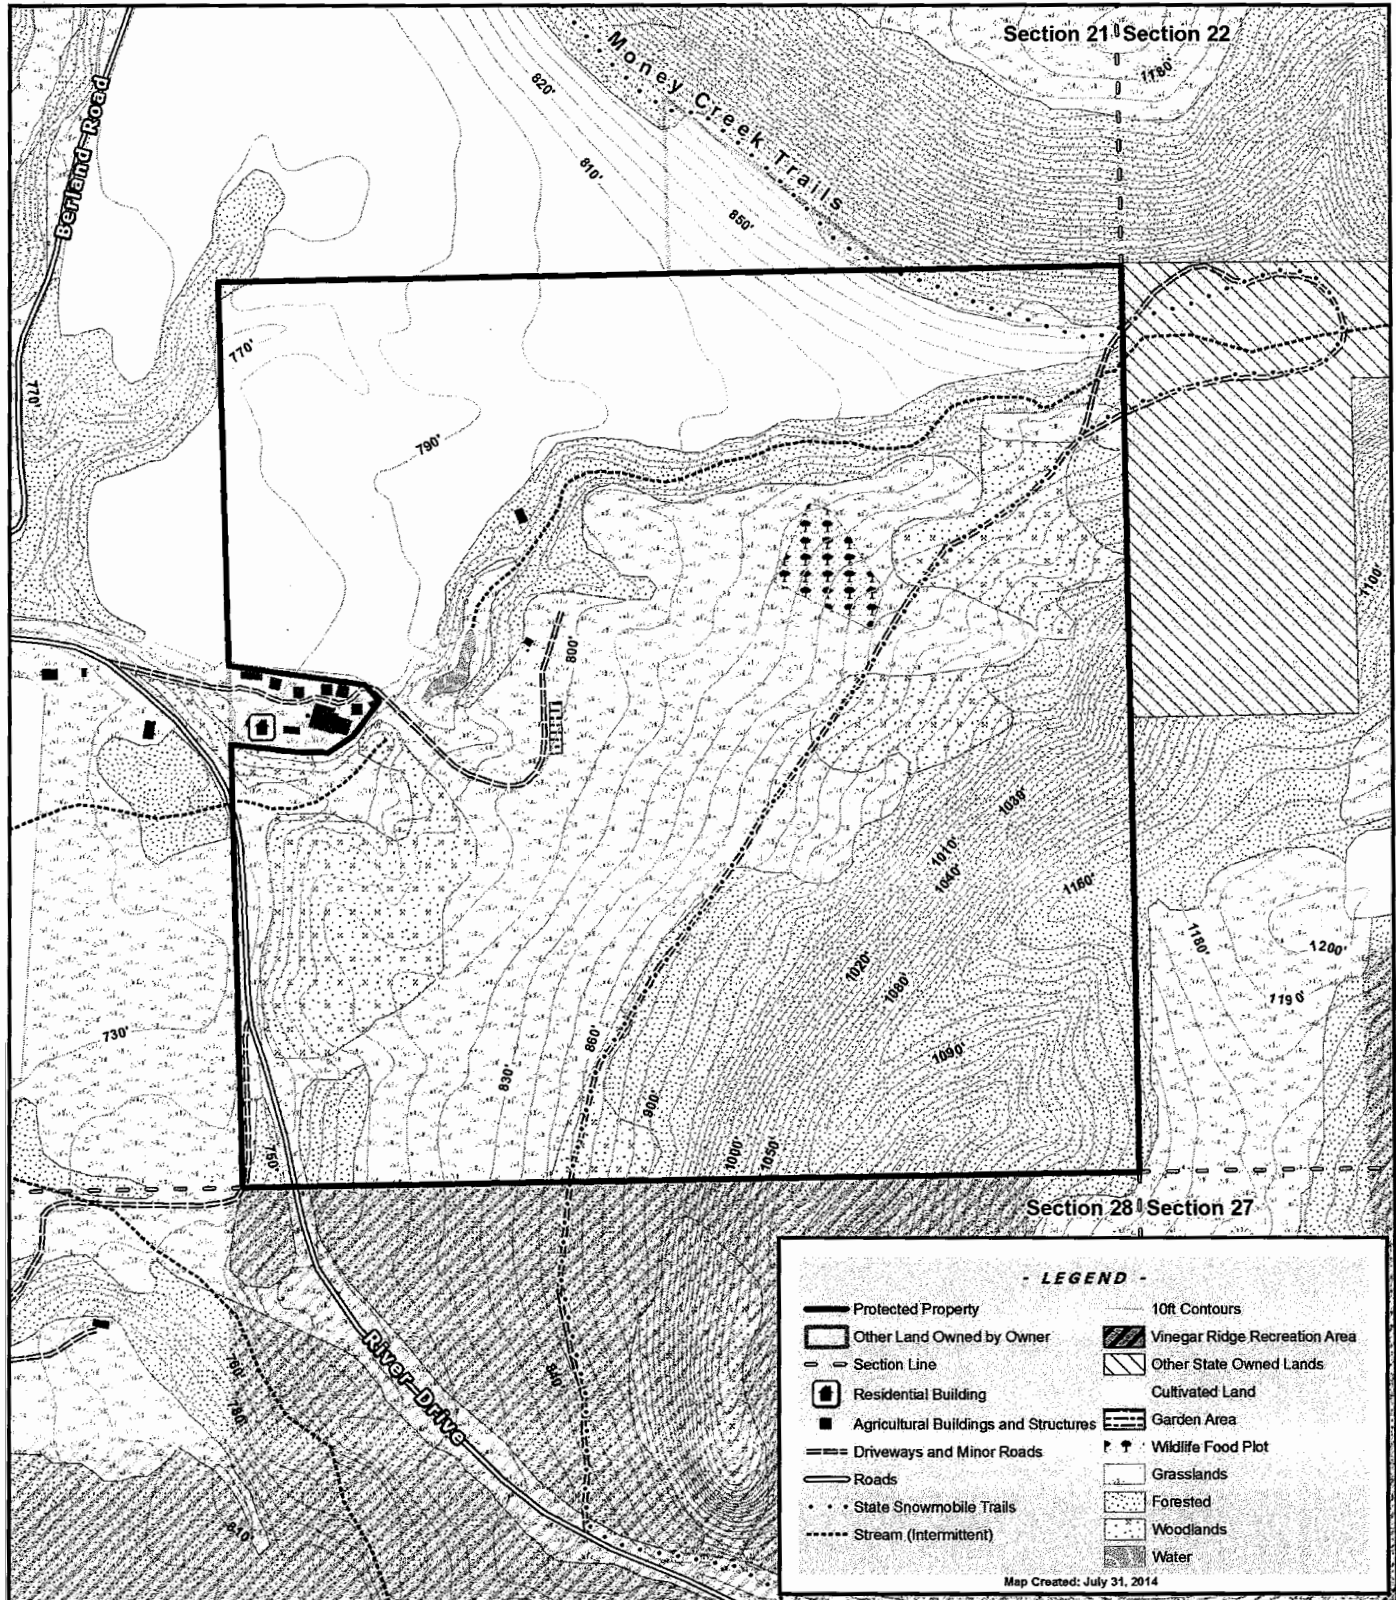 Section 21 Section 22
1180'
Berland Road
Money Creek Trails
820'
810'
850'
770'
770'
790'
1100'
800'
1030'
1010'
1040'
1160'
1180'
1200'
1190'
1020'
1080'
730'
860'
1090'
830'
900'
750'
1000'
1050'
Section 28 Section 27
River Drive
840'
760'
780'
810'
- LEGEND -
Protected Property
Other Land Owned by Owner
Section Line
Residential Building
Agricultural Buildings and Structures
Driveways and Minor Roads
Roads
State Snowmobile Trails
Stream (Intermittent)
10ft Contours
Vinegar Ridge Recreation Area
Other State Owned Lands
Cultivated Land
Garden Area
Wildlife Food Plot
Grasslands
Forested
Woodlands
Water
Map Created: July 31, 2014